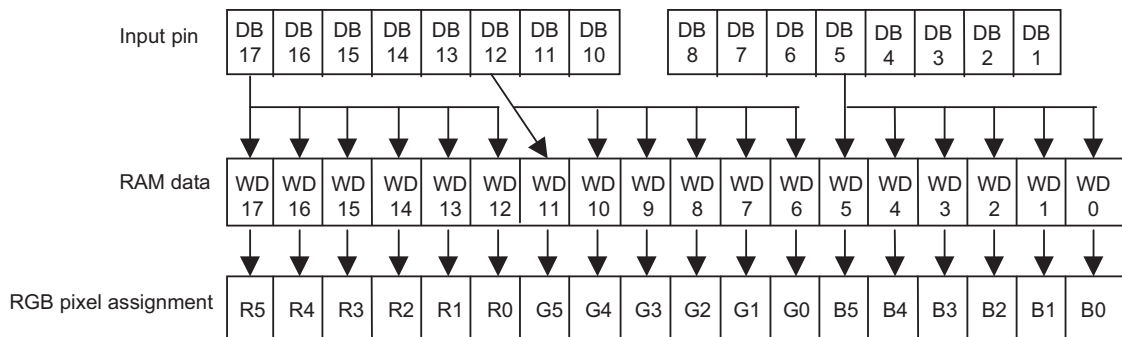 Input pin DB 17 DB 16 DB 15 DB 14 DB 13 DB 12 DB 11 DB 10 DB 8 DB 7 DB 6 DB 5 DB 4 DB 3 DB 2 DB 1
RAM data WD 17 WD 16 WD 15 WD 14 WD 13 WD 12 WD 11 WD 10 WD 9 WD 8 WD 7 WD 6 WD 5 WD 4 WD 3 WD 2 WD 1 WD 0
RGB pixel assignment R5 R4 R3 R2 R1 R0 G5 G4 G3 G2 G1 G0 B5 B4 B3 B2 B1 B0